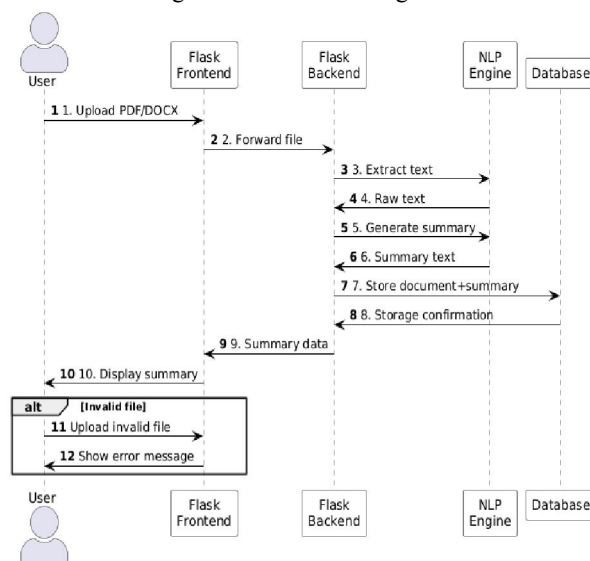 User
Flask
Frontend
Flask
Backend
NLP
Engine
Database
1 1. Upload PDF/DOCX
2 2. Forward file
3 3. Extract text
4 4. Raw text
5 5. Generate summary
6 6. Summary text
7 7. Store document+summary
8 8. Storage confirmation
9 9. Summary data
10 10. Display summary
alt [Invalid file]
11 Upload invalid file
12 Show error message
User
Flask
Frontend
Flask
Backend
NLP
Engine
Database